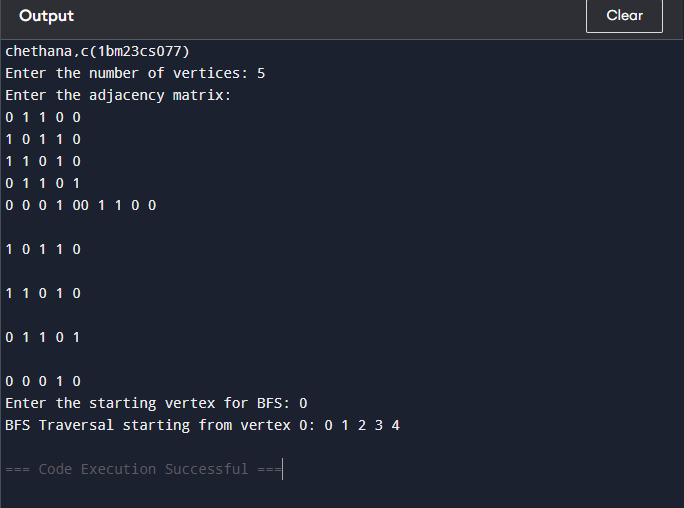 Output
Clear
chethana,c(1bm23cs077)
Enter the number of vertices: 5
Enter the adjacency matrix:
0 1 1 0 0
1 0 1 1 0
1 1 0 1 0
0 1 1 0 1
0 0 0 1 00 1 1 0 0
1 0 1 1 0
1 1 0 1 0
0 1 1 0 1
0 0 0 1 0
Enter the starting vertex for BFS: 0
BFS Traversal starting from vertex 0: 0 1 2 3 4
=== Code Execution Successful ===